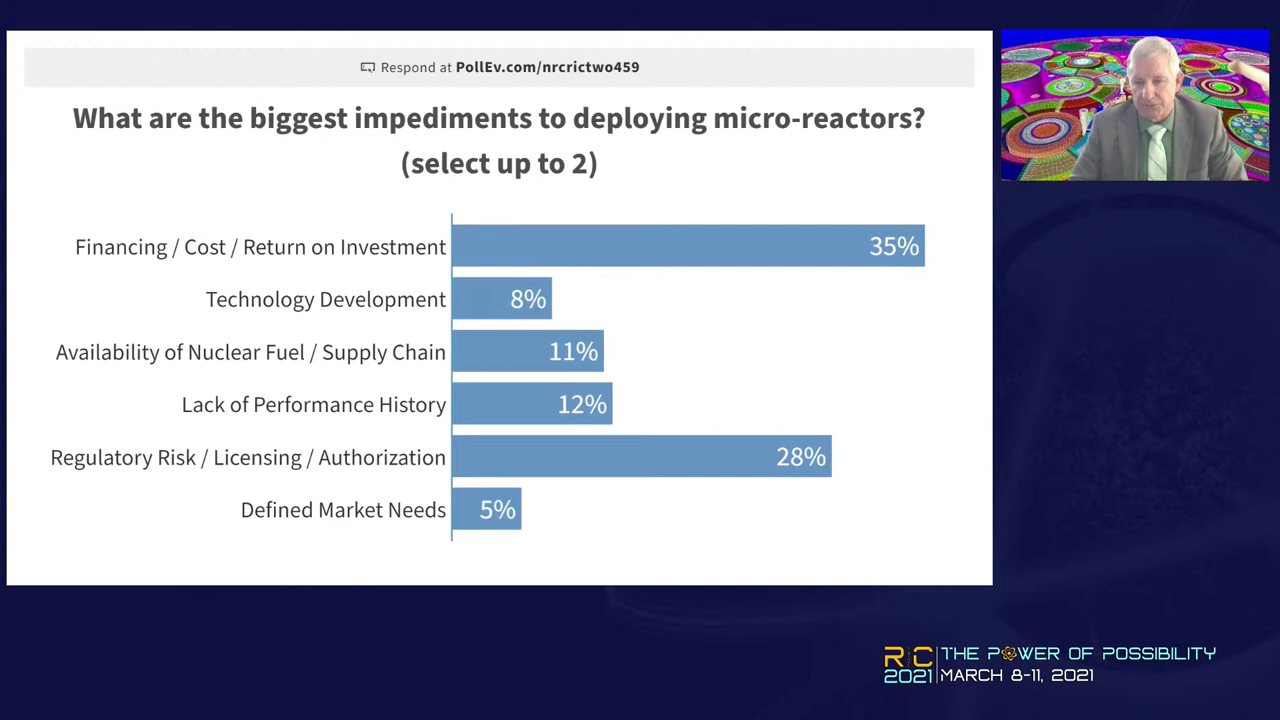 Respond at PollEv.com/nrcrictwo459
What are the biggest impediments to deploying micro-reactors?
(select up to 2)
Financing / Cost / Return on Investment 35%
Technology Development 8%
Availability of Nuclear Fuel / Supply Chain 11%
Lack of Performance History 12%
Regulatory Risk / Licensing / Authorization 28%
Defined Market Needs 5%
RIC THE POWER OF POSSIBILITY
2021 MARCH 8-11, 2021